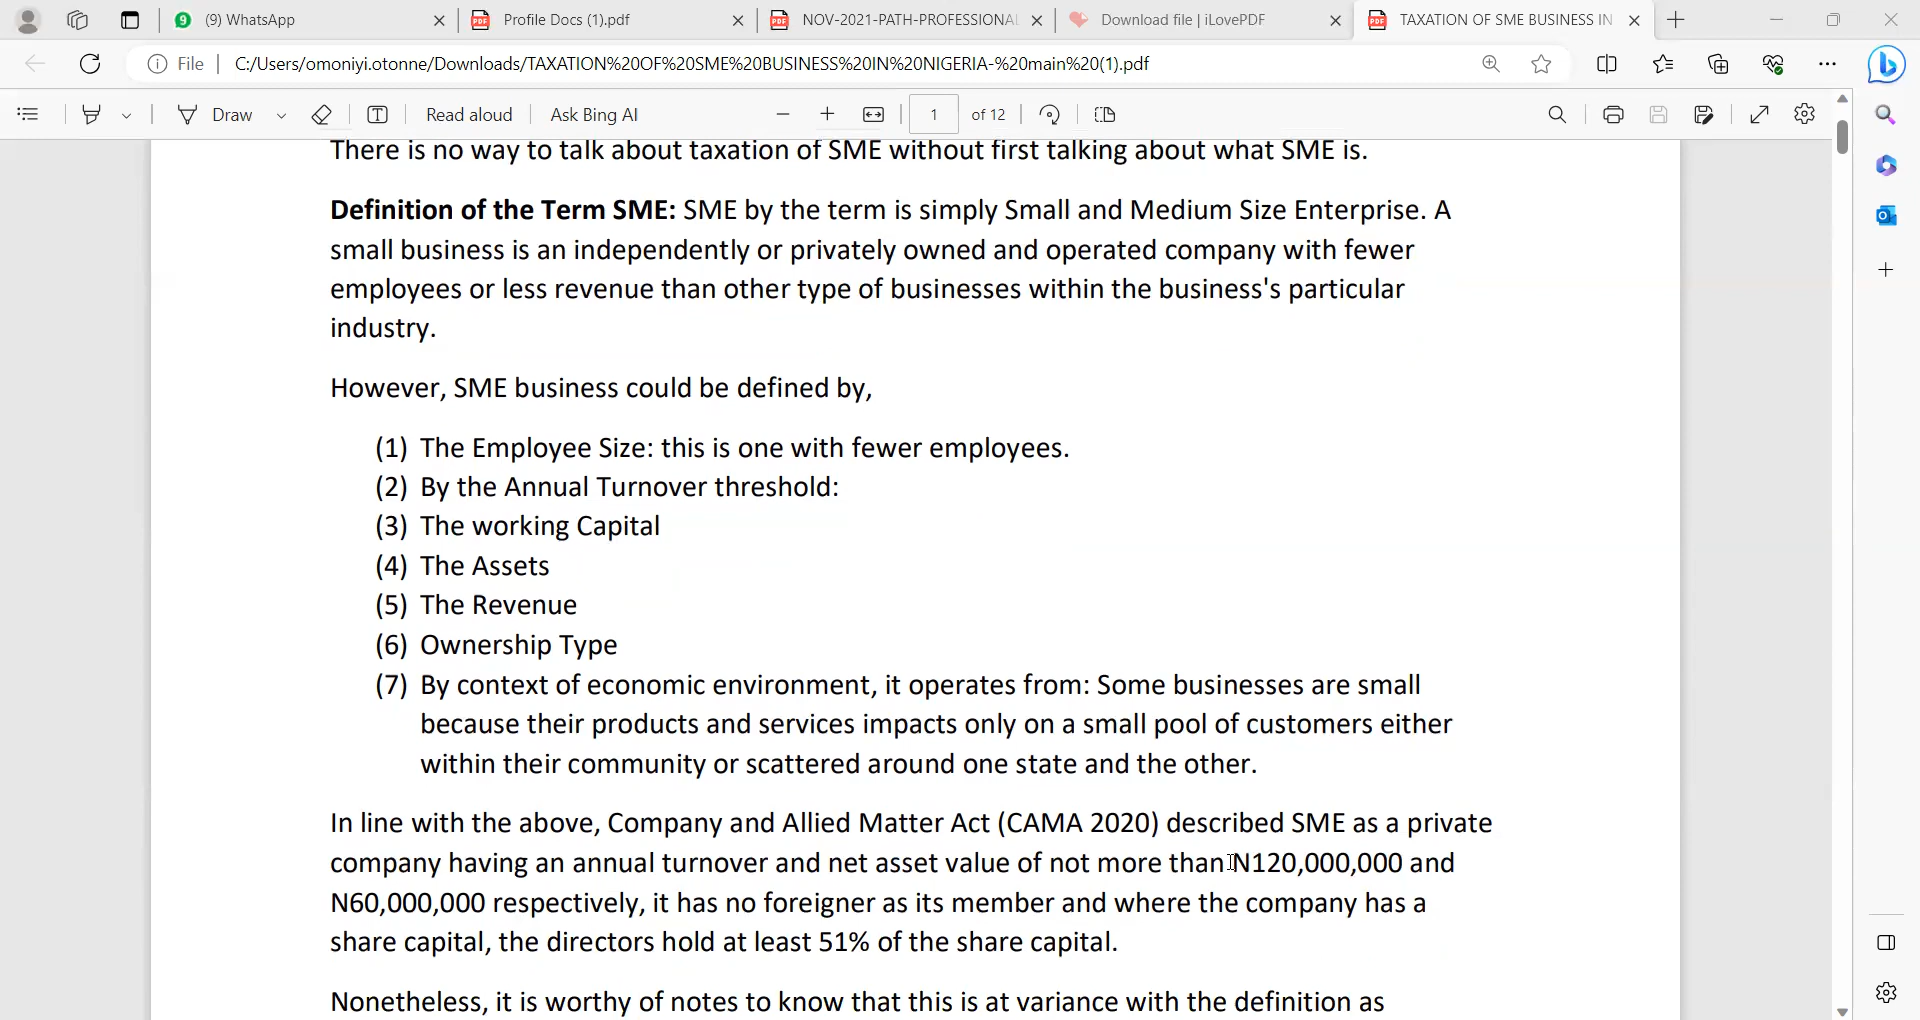 (9) WhatsApp
Profile Docs (1).pdf
NOV-2021-PATH-PROFESSIONAL
Download file | iLovePDF
TAXATION OF SME BUSINESS IN
File
C:/Users/omoniyi.otonne/Downloads/TAXATION%20OF%20SME%20BUSINESS%20IN%20NIGERIA-%20main%20(1).pdf
Draw
Read aloud
Ask Bing AI
1 of 12
There is no way to talk about taxation of SME without first talking about what SME is.
Definition of the Term SME: SME by the term is simply Small and Medium Size Enterprise. A
small business is an independently or privately owned and operated company with fewer
employees or less revenue than other type of businesses within the business's particular
industry.
However, SME business could be defined by,
(1) The Employee Size: this is one with fewer employees.
(2) By the Annual Turnover threshold:
(3) The working Capital
(4) The Assets
(5) The Revenue
(6) Ownership Type
(7) By context of economic environment, it operates from: Some businesses are small
because their products and services impacts only on a small pool of customers either
within their community or scattered around one state and the other.
In line with the above, Company and Allied Matter Act (CAMA 2020) described SME as a private
company having an annual turnover and net asset value of not more than N120,000,000 and
N60,000,000 respectively, it has no foreigner as its member and where the company has a
share capital, the directors hold at least 51% of the share capital.
Nonetheless, it is worthy of notes to know that this is at variance with the definition as